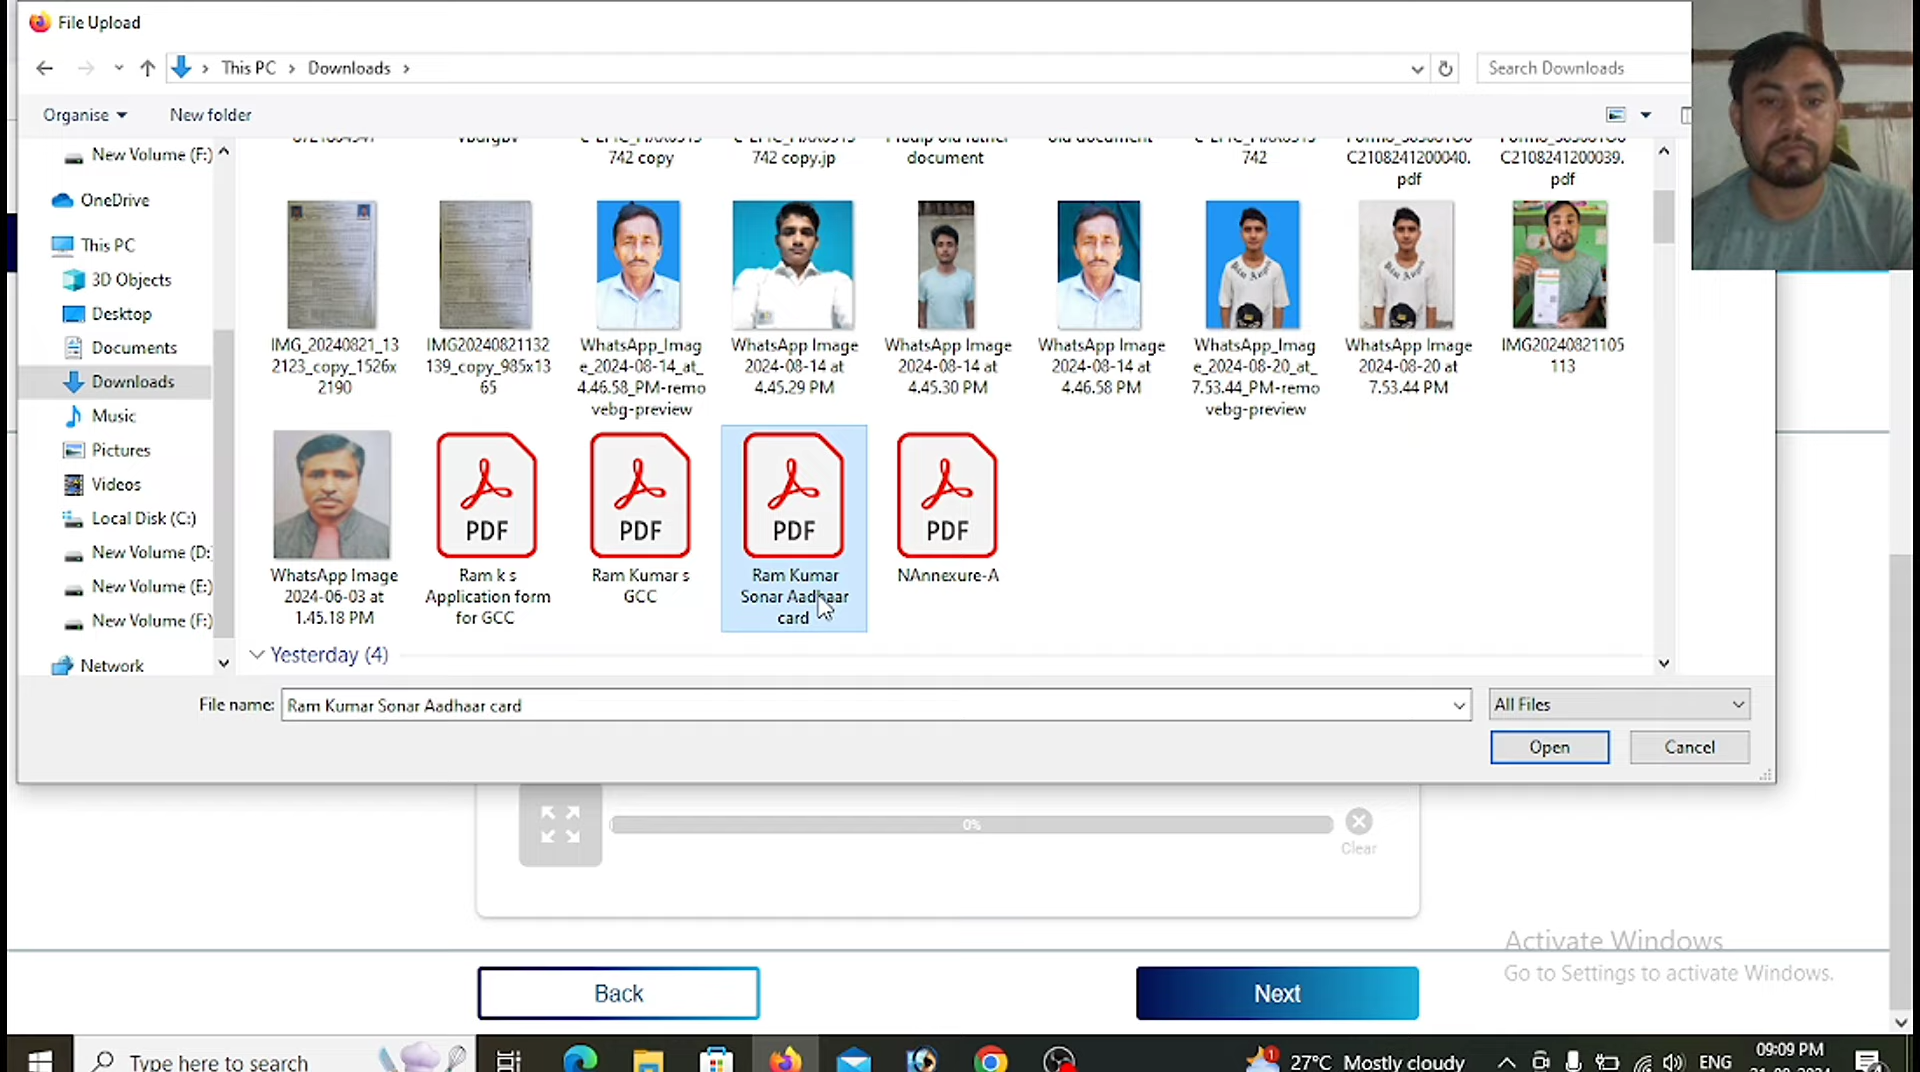 File Upload
This PC > Downloads >
Search Downloads
Organise
New folder
742 copy
742 copy.jp
document
742
C2108241200040.
pdf
C2108241200039.
pdf
New Volume (F:)
OneDrive
This PC
3D Objects
Desktop
Documents
Downloads
Music
Pictures
Videos
Local Disk (C:)
New Volume (D:
New Volume (E:)
New Volume (F:)
Network
IMG_20240821_13
2123_copy_1526x
2190
IMG20240821132
139_copy_985x13
65
WhatsApp_Imag
e_2024-08-14_at_
4.46.58_PM-remo
vebg-preview
WhatsApp Image
2024-08-14 at
4.45.29 PM
WhatsApp Image
2024-08-14 at
4.45.30 PM
WhatsApp Image
2024-08-14 at
4.46.58 PM
WhatsApp_Imag
e_2024-08-20_at_
7.53.44_PM-remo
vebg-preview
WhatsApp Image
2024-08-20 at
7.53.44 PM
IMG20240821105
113
PDF
PDF
PDF
PDF
WhatsApp Image
2024-06-03 at
1.45.18 PM
Ram k s
Application form
for GCC
Ram Kumar s
GCC
Ram Kumar
Sonar Aadhaar
card
NAnnexure-A
Yesterday (4)
File name: Ram Kumar Sonar Aadhaar card
All Files
Open
Cancel
0%
Clear
Back
Next
Activate Windows
Go to Settings to activate Windows.
Type here to search
1
27°C Mostly cloudy
ENG
09:09 PM